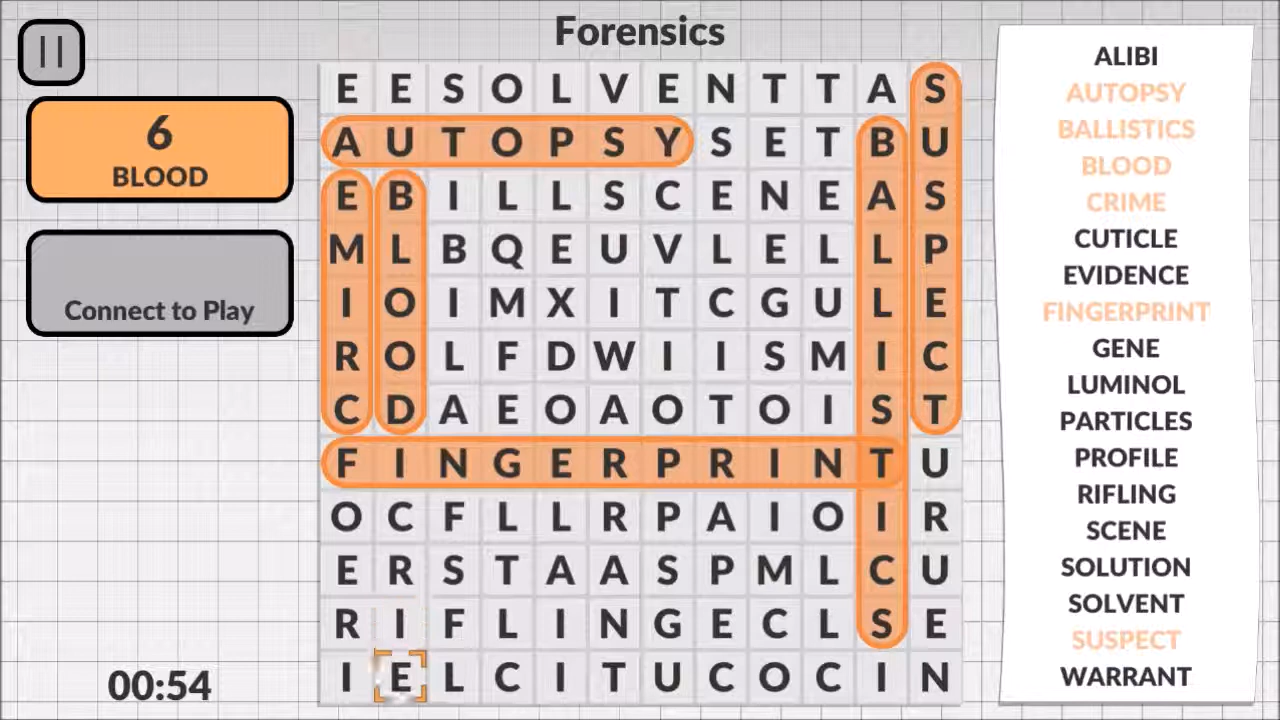 Forensics
6
BLOOD
Connect to Play
00:54
E E S O L V E N T T A S
A U T O P S Y S E T B U
E B I L L S C E N E A S
M L B Q E U V L E L L P
I O I M X I T C G U L E
R O L F D W I I S M I C
C D A E O A O T O I S T
F I N G E R P R I N T U
O C F L L R P A I O I R
E R S T A A S P M L C U
R I F L I N G E C L S E
I E L C I T U C O C I N
ALIBI
AUTOPSY
BALLISTICS
BLOOD
CRIME
CUTICLE
EVIDENCE
FINGERPRINT
GENE
LUMINOL
PARTICLES
PROFILE
RIFLING
SCENE
SOLUTION
SOLVENT
SUSPECT
WARRANT